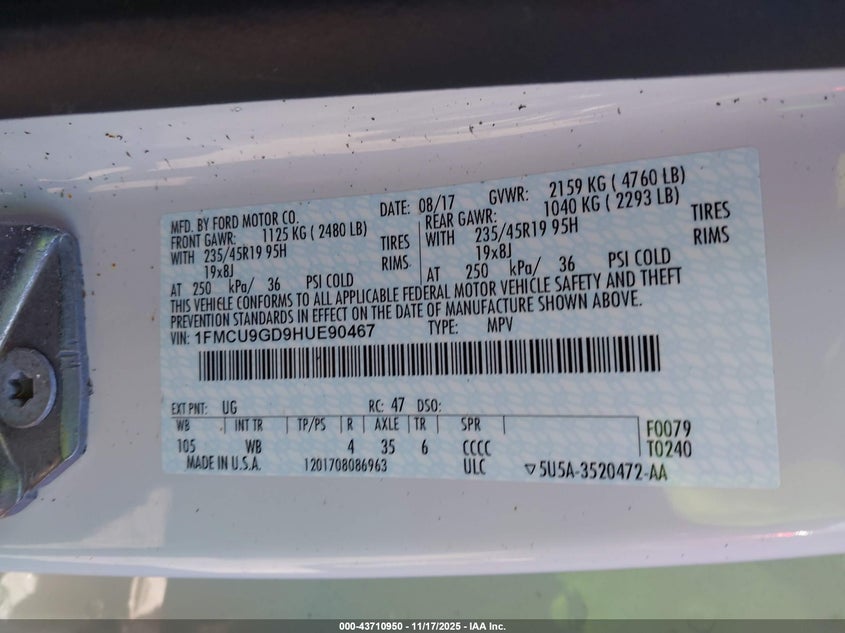 MFD. BY FORD MOTOR CO. DATE: 08/17 GVWR: 2159 KG ( 4760 LB)
FRONT GAWR: 1125 KG ( 2480 LB) REAR GAWR: 1040 KG ( 2293 LB)
WITH 235/45R19 95H TIRES WITH 235/45R19 95H TIRES
19x8J RIMS 19x8J RIMS
AT 250 kPa/ 36 PSI COLD AT 250 kPa/ 36 PSI COLD
THIS VEHICLE CONFORMS TO ALL APPLICABLE FEDERAL MOTOR VEHICLE SAFETY AND THEFT
PREVENTION STANDARDS IN EFFECT ON THE DATE OF MANUFACTURE SHOWN ABOVE.
VIN: 1FMCU9GD9HUE90467 TYPE: MPV
EXT PNT: UG RC: 47 DSO:
WB INT TR TP/PS R AXLE TR SPR F0079
105 WB 4 35 6 CCCC T0240
MADE IN U.S.A. 1201708086963 ULC ▽5U5A-3520472-AA
000-43710950 - 11/17/2025 - IAA Inc.